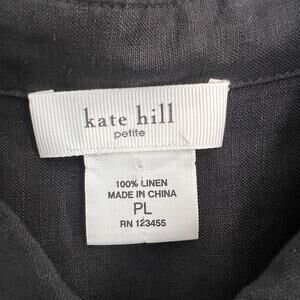 kate hill
petite
100% LINEN
MADE IN CHINA
PL
RN 123455